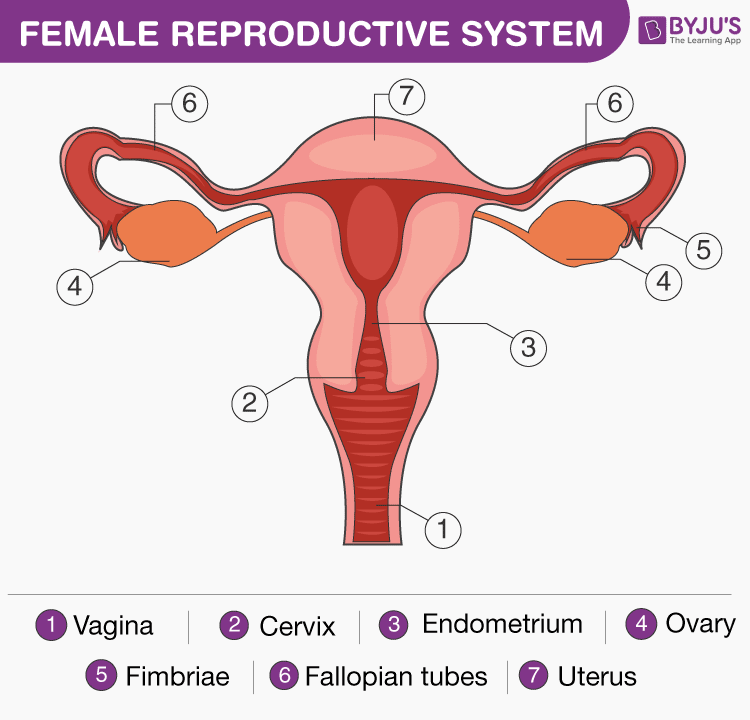 FEMALE REPRODUCTIVE SYSTEM
BYJU'S
The Learning App
6
7
6
4
5
4
3
2
1
1 Vagina 2 Cervix 3 Endometrium 4 Ovary
5 Fimbriae 6 Fallopian tubes 7 Uterus